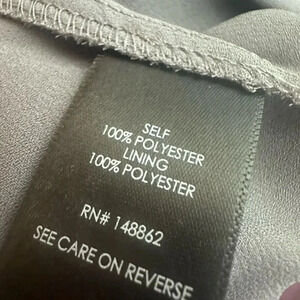 SELF
100% POLYESTER
LINING
100% POLYESTER
RN# 148862
SEE CARE ON REVERSE